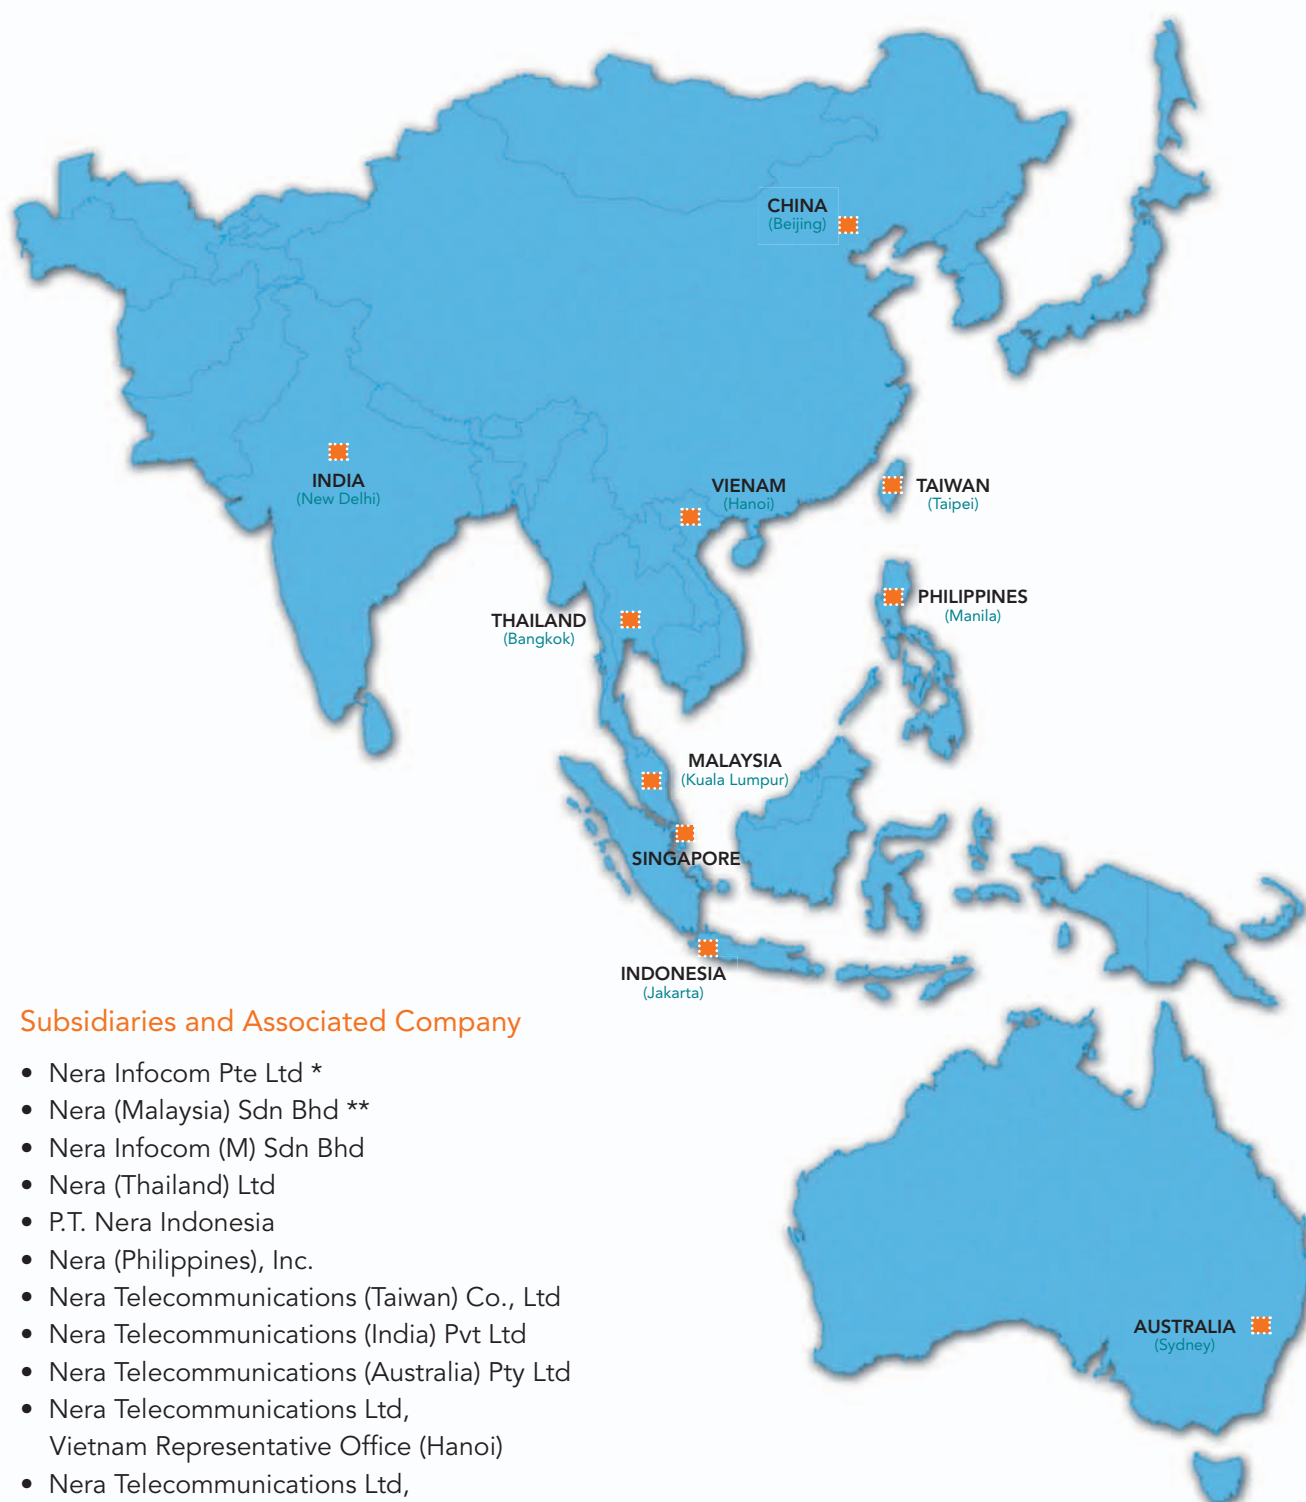 CHINA
(Beijing)
INDIA
(New Delhi)
VIENAM
(Hanoi)
TAIWAN
(Taipei)
PHILIPPINES
(Manila)
THAILAND
(Bangkok)
MALAYSIA
(Kuala Lumpur)
SINGAPORE
INDONESIA
(Jakarta)
AUSTRALIA
(Sydney)
Subsidiaries and Associated Company
• Nera Infocom Pte Ltd *
• Nera (Malaysia) Sdn Bhd **
• Nera Infocom (M) Sdn Bhd
• Nera (Thailand) Ltd
• P.T. Nera Indonesia
• Nera (Philippines), Inc.
• Nera Telecommunications (Taiwan) Co., Ltd
• Nera Telecommunications (India) Pvt Ltd
• Nera Telecommunications (Australia) Pty Ltd
• Nera Telecommunications Ltd,
Vietnam Representative Office (Hanoi)
• Nera Telecommunications Ltd,